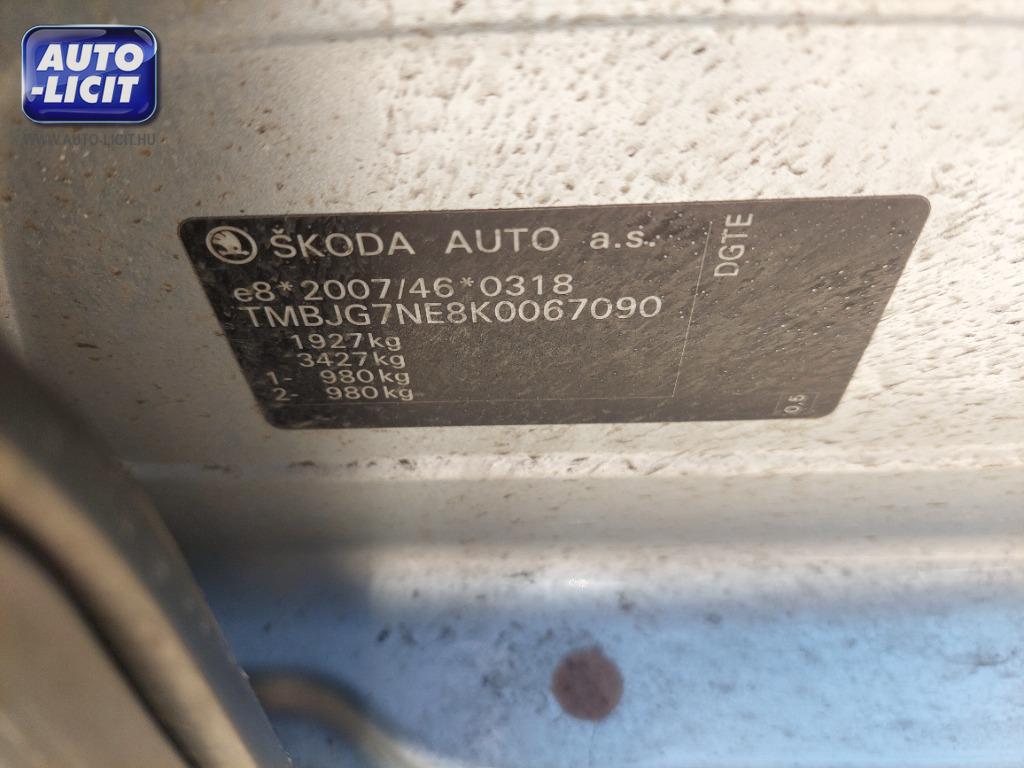 AUTO
-LICIT
WWW.AUTO-LICIT.HU
ŠKODA AUTO a.s.
DGTE
e8*2007/46*0318
TMBJG7NE8K0067090
1927kg
3427kg
1- 980kg
2- 980kg
0,5